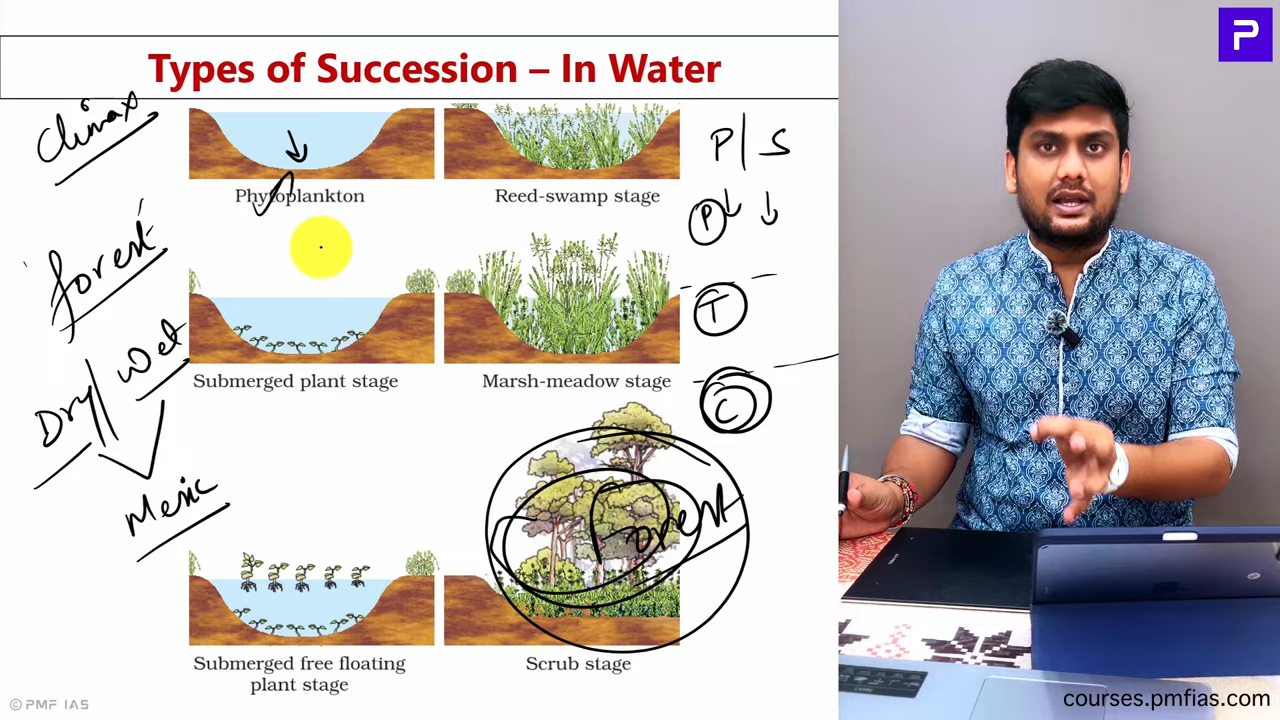 P
Types of Succession – In Water
Climax
P/S
Phytoplankton
Reed-swamp stage
P
Forest
T
Submerged plant stage
Marsh-meadow stage
Dry/Wet
C
Mesic
Forest
Submerged free floating
plant stage
Scrub stage
© PMF IAS
courses.pmfias.com